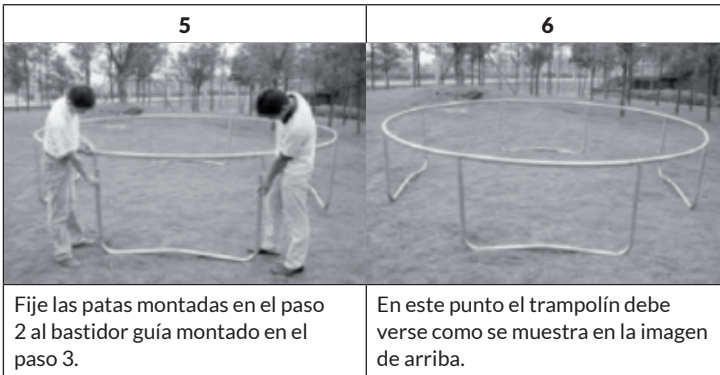 5
6
Fije las patas montadas en el paso
2 al bastidor guía montado en el
paso 3.
En este punto el trampolín debe
verse como se muestra en la imagen
de arriba.